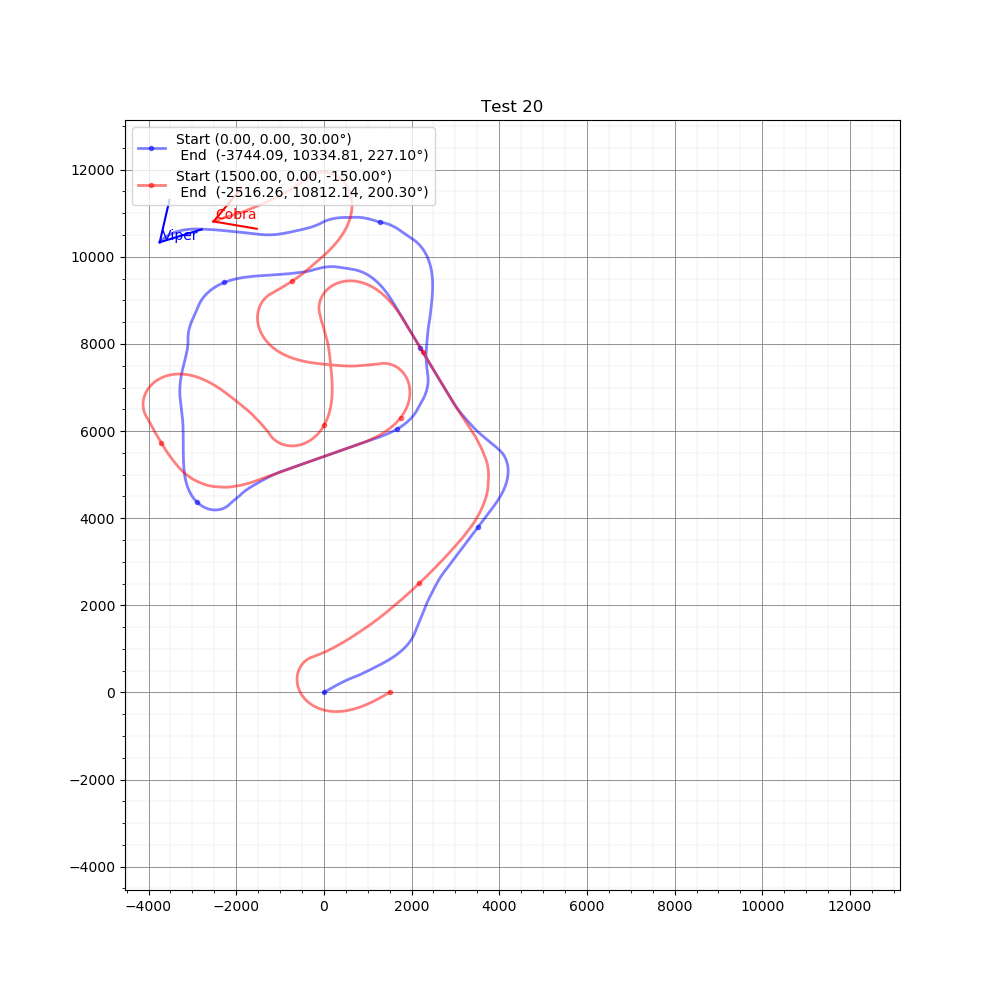 Test 20
Start (0.00, 0.00, 30.00°)
End (-3744.09, 10334.81, 227.10°)
Start (1500.00, 0.00, -150.00°)
End (-2516.26, 10812.14, 200.30°)
Cobra
Viper
12000
10000
8000
6000
4000
2000
0
−2000
−4000
−4000 −2000 0 2000 4000 6000 8000 10000 12000